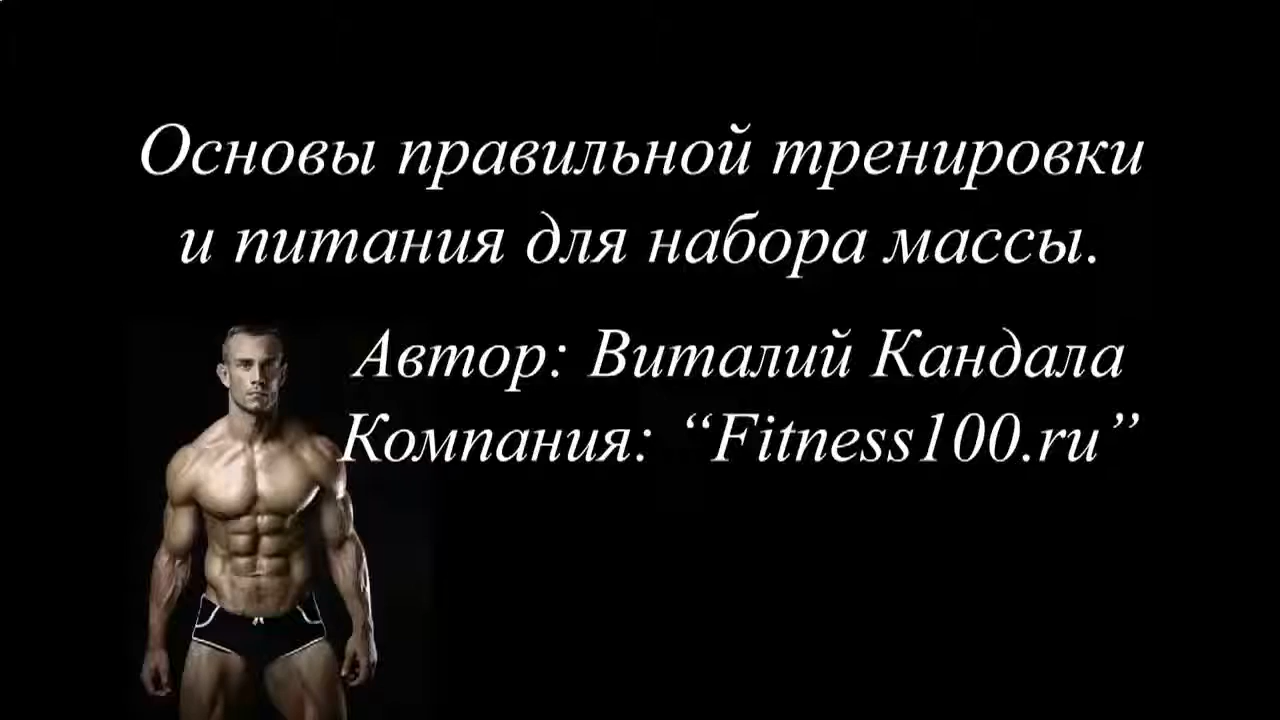 Основы правильной тренировки
и питания для набора массы.
Автор: Виталий Кандала
Компания: “Fitness100.ru”